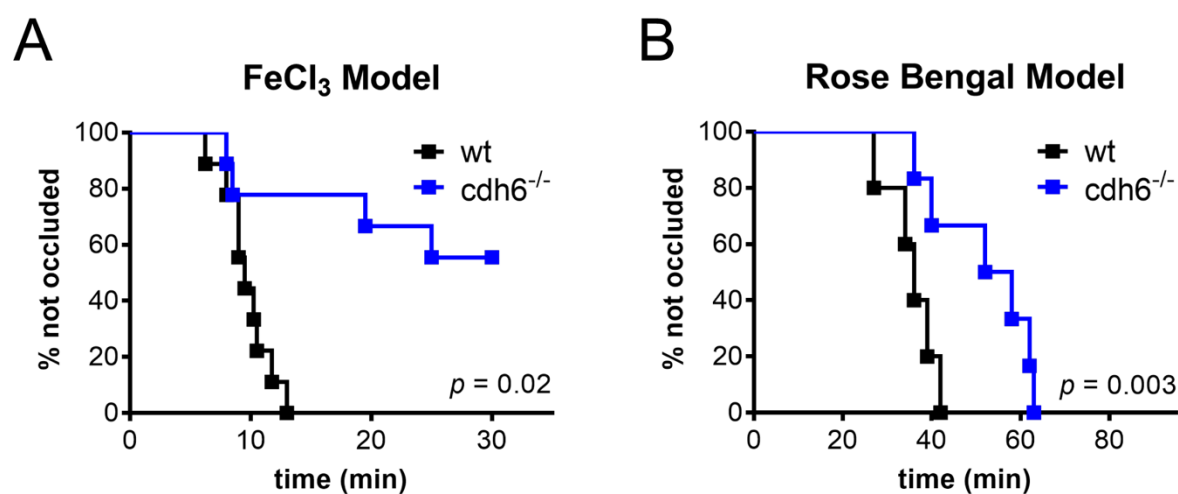 A
FeCl₃ Model
wt
cdh6⁻/⁻
% not occluded
100
80
60
40
20
0
p = 0.02
0 10 20 30
time (min)
B
Rose Bengal Model
wt
cdh6⁻/⁻
% not occluded
100
80
60
40
20
0
p = 0.003
0 20 40 60 80
time (min)